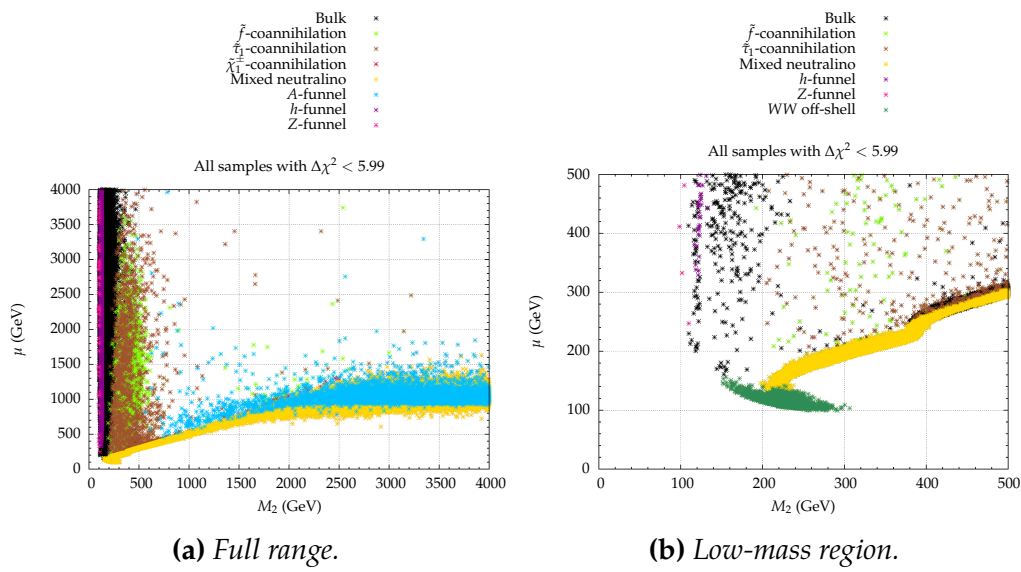 Bulk
f̃-coannihilation
τ̃₁-coannihilation
χ̃₁±-coannihilation
Mixed neutralino
A-funnel
h-funnel
Z-funnel
All samples with Δχ² < 5.99
4000
3500
3000
2500
2000
1500
1000
500
0
μ (GeV)
0 500 1000 1500 2000 2500 3000 3500 4000
M₂ (GeV)
(a) Full range.
Bulk
f̃-coannihilation
τ̃₁-coannihilation
Mixed neutralino
h-funnel
Z-funnel
WW off-shell
All samples with Δχ² < 5.99
500
400
300
200
100
0
μ (GeV)
0 100 200 300 400 500
M₂ (GeV)
(b) Low-mass region.